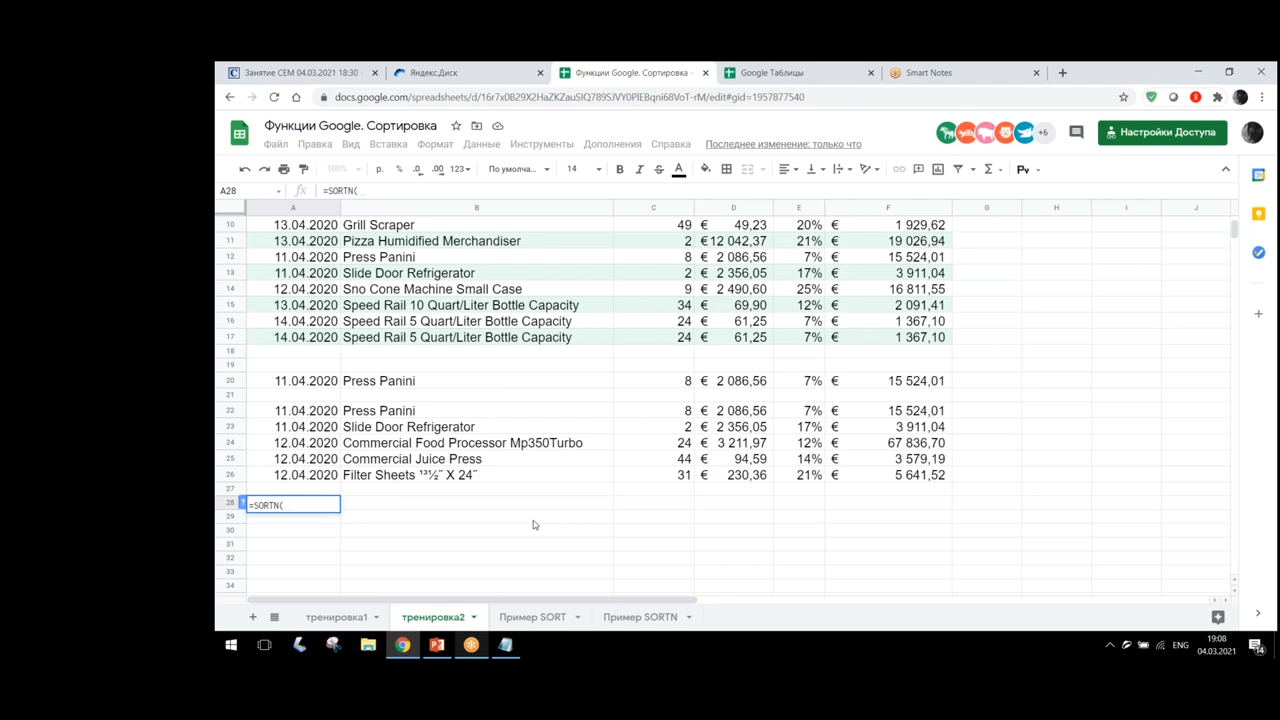 Занятие СЕМ 04.03.2021 18:30
Яндекс.Диск
Функции Google. Сортировка
Google Таблицы
Smart Notes
docs.google.com/spreadsheets/d/16r7x0B29X2HaZKZauSIQ789SJVY0PlEBqni68VoT-rM/edit#gid=1957877540
Функции Google. Сортировка
+6
Настройки Доступа
Файл Правка Вид Вставка Формат Данные Инструменты Дополнения Справка Последнее изменение: только что
100% р. % .0 .00 123 По умолча... 14 B I S A Σ Pу
A28 fx =SORTN(
A B C D E F G H I J
10 13.04.2020 Grill Scraper 49 € 49,23 20% € 1 929,62
11 13.04.2020 Pizza Humidified Merchandiser 2 € 12 042,37 21% € 19 026,94
12 11.04.2020 Press Panini 8 € 2 086,56 7% € 15 524,01
13 11.04.2020 Slide Door Refrigerator 2 € 2 356,05 17% € 3 911,04
14 12.04.2020 Sno Cone Machine Small Case 9 € 2 490,60 25% € 16 811,55
15 13.04.2020 Speed Rail 10 Quart/Liter Bottle Capacity 34 € 69,90 12% € 2 091,41
16 14.04.2020 Speed Rail 5 Quart/Liter Bottle Capacity 24 € 61,25 7% € 1 367,10
17 14.04.2020 Speed Rail 5 Quart/Liter Bottle Capacity 24 € 61,25 7% € 1 367,10
18
19
20 11.04.2020 Press Panini 8 € 2 086,56 7% € 15 524,01
21
22 11.04.2020 Press Panini 8 € 2 086,56 7% € 15 524,01
23 11.04.2020 Slide Door Refrigerator 2 € 2 356,05 17% € 3 911,04
24 12.04.2020 Commercial Food Processor Mp350Turbo 24 € 3 211,97 12% € 67 836,70
25 12.04.2020 Commercial Juice Press 44 € 94,59 14% € 3 579,19
26 12.04.2020 Filter Sheets ¹³½˝ X 24˝ 31 € 230,36 21% € 5 641,52
27
28 ? =SORTN(
29
30
31
32
33
34
тренировка1 тренировка2 Пример SORT Пример SORTN
ENG 19:08
04.03.2021
14